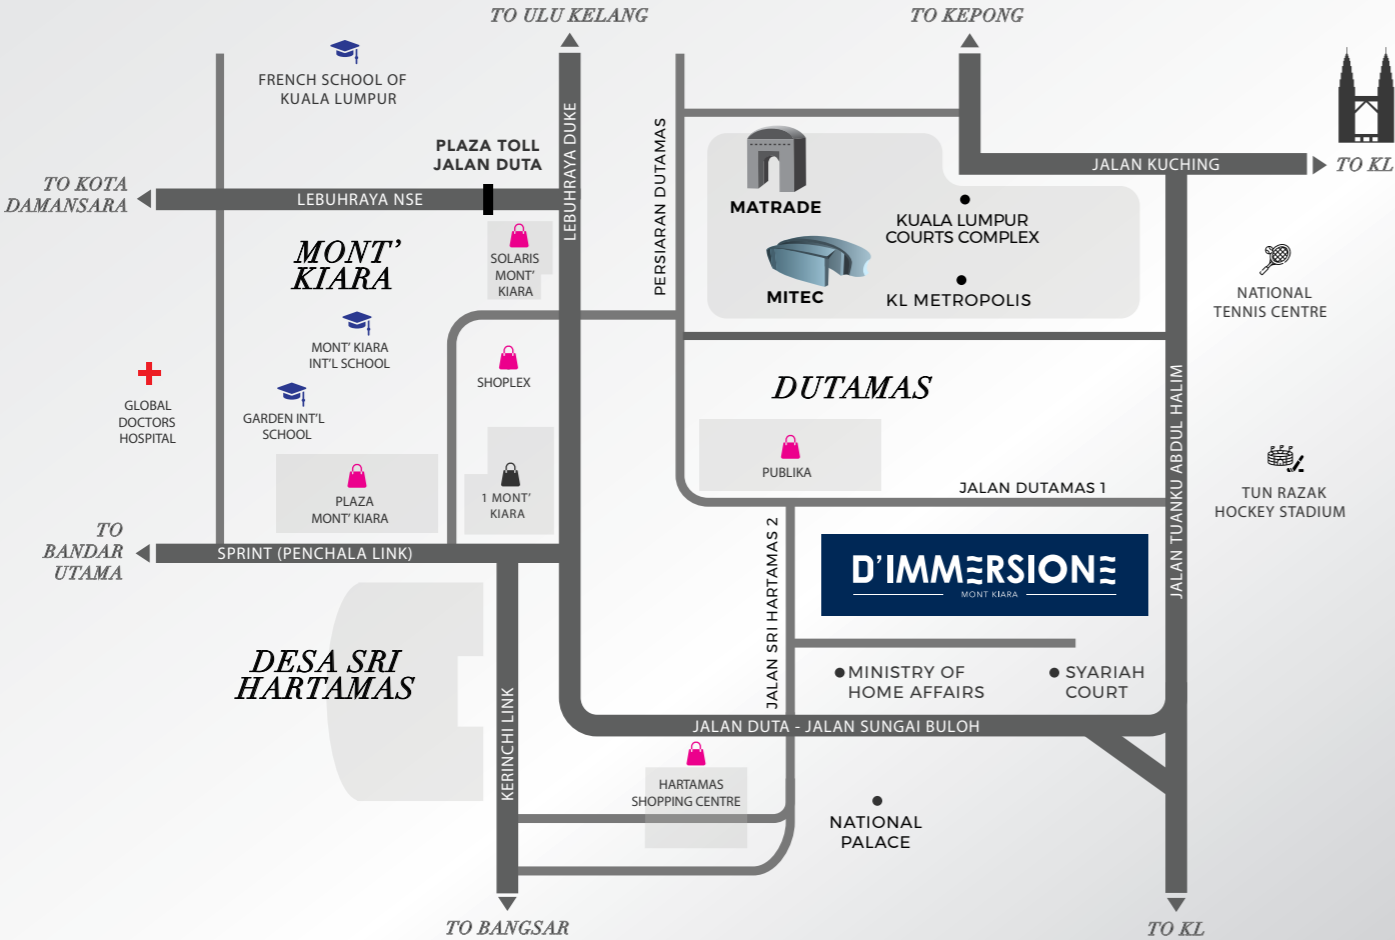 TO ULU KELANG
TO KEPONG
FRENCH SCHOOL OF
KUALA LUMPUR
PLAZA TOLL
JALAN DUTA
LEBUHRAYA DUKE
PERSIARAN DUTAMAS
JALAN KUCHING
TO KL
TO KOTA
DAMANSARA
LEBUHRAYA NSE
MATRADE
KUALA LUMPUR
COURTS COMPLEX
MONT’
KIARA
SOLARIS
MONT’
KIARA
MITEC
KL METROPOLIS
NATIONAL
TENNIS CENTRE
MONT’ KIARA
INT’L SCHOOL
SHOPLEX
DUTAMAS
GLOBAL
DOCTORS
HOSPITAL
GARDEN INT’L
SCHOOL
JALAN TUANKU ABDUL HALIM
PUBLIKA
PLAZA
MONT’ KIARA
1 MONT’
KIARA
JALAN DUTAMAS 1
TUN RAZAK
HOCKEY STADIUM
TO
BANDAR
UTAMA
SPRINT (PENCHALA LINK)
JALAN SRI HARTAMAS 2
D’IMMERSIONE
MONT KIARA
DESA SRI
HARTAMAS
KERINCHI LINK
MINISTRY OF
HOME AFFAIRS
SYARIAH
COURT
JALAN DUTA - JALAN SUNGAI BULOH
HARTAMAS
SHOPPING CENTRE
NATIONAL
PALACE
TO BANGSAR
TO KL